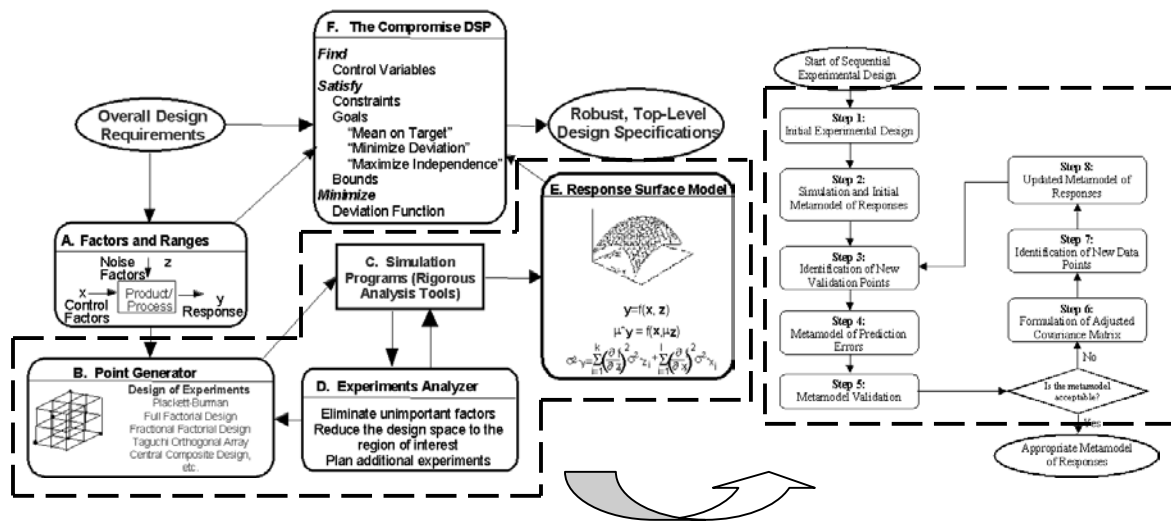 F. The Compromise DSP
Find
Control Variables
Satisfy
Constraints
Goals
“Mean on Target”
“Minimize Deviation”
“Maximize Independence”
Bounds
Minimize
Deviation Function
Overall Design
Requirements
Robust, Top-Level
Design Specifications
A. Factors and Ranges
Noise
Factors
z
x
Control
Factors
Product/
Process
y
Response
B. Point Generator
Design of Experiments
Plackett-Burman
Full Factorial Design
Fractional Factorial Design
Taguchi Orthogonal Array
Central Composite Design,
etc.
C. Simulation
Programs (Rigorous
Analysis Tools)
D. Experiments Analyzer
Eliminate unimportant factors
Reduce the design space to the
region of interest
Plan additional experiments
E. Response Surface Model
y=f(x, z)
Start of Sequential
Experimental Design
Step 1:
Initial Experimental Design
Step 2:
Simulation and Initial
Metamodel of Responses
Step 3:
Identification of New
Validation Points
Step 4:
Metamodel of Prediction
Errors
Step 5:
Metamodel Validation
Is the metamodel
acceptable?
No
Yes
Step 6:
Formulation of Adjusted
Covariance Matrix
Step 7:
Identification of New Data
Points
Step 8:
Updated Metamodel of
Responses
Appropriate Metamodel
of Responses